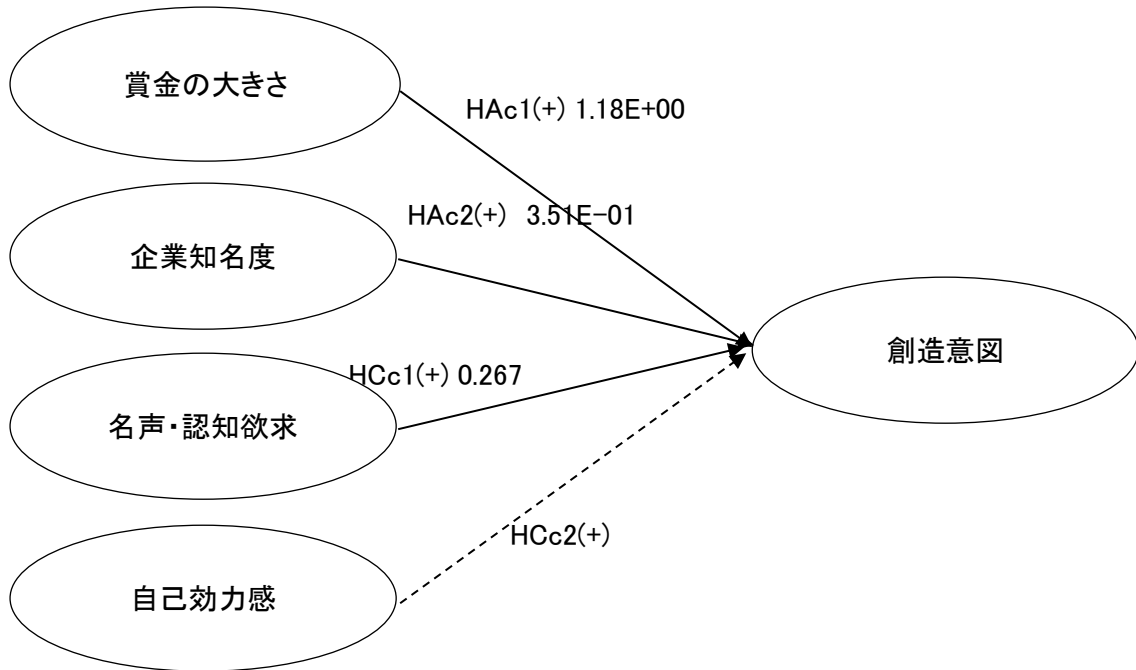 賞金の大きさ
HAc1(+) 1.18E+00
企業知名度
HAc2(+) 3.51E-01
名声・認知欲求
HCc1(+) 0.267
自己効力感
HCc2(+)
創造意図